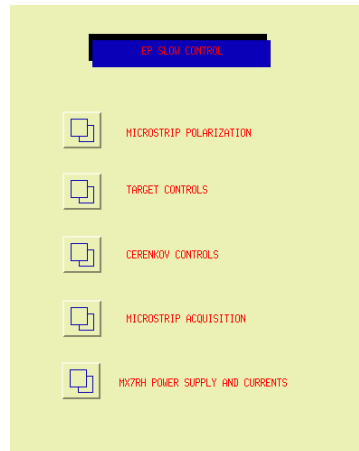 EP SLOW CONTROL
MICROSTRIP POLARIZATION
TARGET CONTROLS
CERENKOV CONTROLS
MICROSTRIP ACQUISITION
MX7RH POWER SUPPLY AND CURRENTS